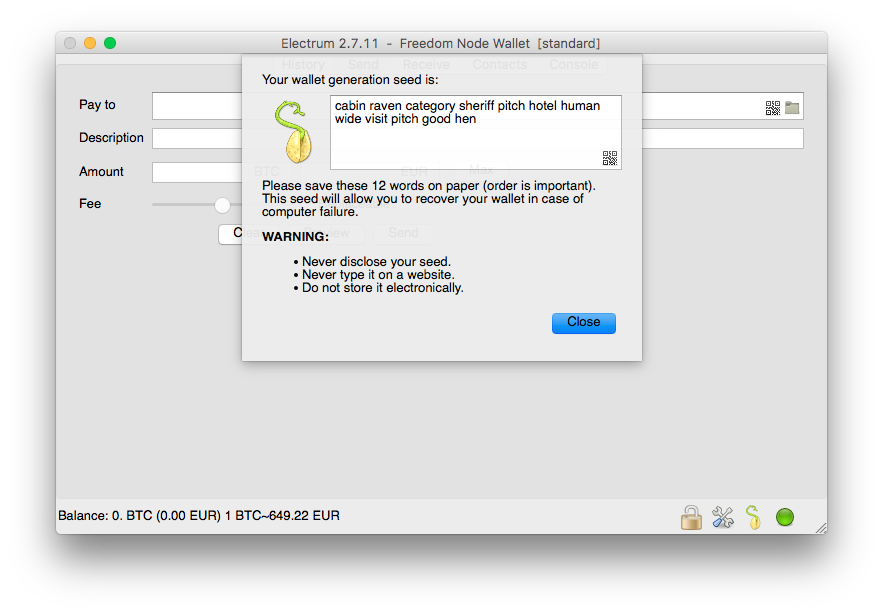 Electrum 2.7.11 - Freedom Node Wallet [standard]
History Send Receive Contacts Console
Your wallet generation seed is:
cabin raven category sheriff pitch hotel human
wide visit pitch good hen
Please save these 12 words on paper (order is important).
This seed will allow you to recover your wallet in case of
computer failure.
WARNING:
• Never disclose your seed.
• Never type it on a website.
• Do not store it electronically.
Close
Pay to
Description
Amount BTC EUR Max
Fee
Send
Balance: 0. BTC (0.00 EUR) 1 BTC~649.22 EUR